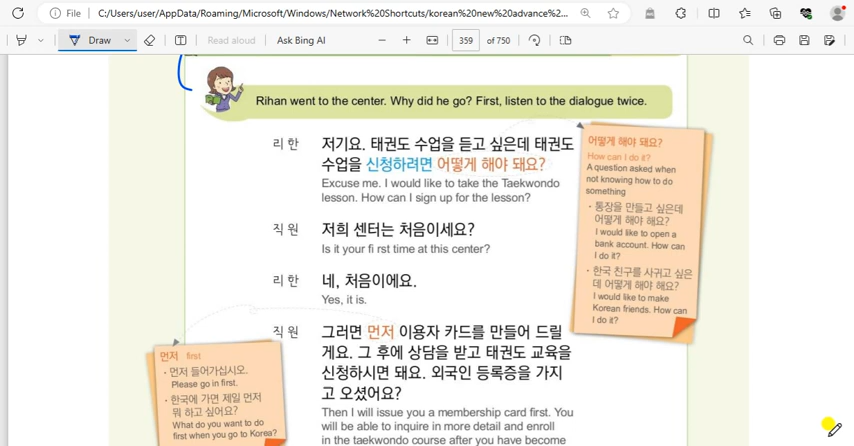 File
C:/Users/user/AppData/Roaming/Microsoft/Windows/Network%20Shortcuts/korean%20new%20advance%2...
Draw
Read aloud
Ask Bing AI
359
of 750
Rihan went to the center. Why did he go? First, listen to the dialogue twice.
리한 저기요. 태권도 수업을 듣고 싶은데 태권도
수업을 신청하려면 어떻게 해야 돼요?
Excuse me. I would like to take the Taekwondo
lesson. How can I sign up for the lesson?
직원 저희 센터는 처음이세요?
Is it your fi rst time at this center?
리한 네, 처음이에요.
Yes, it is.
직원 그러면 먼저 이용자 카드를 만들어 드릴
게요. 그 후에 상담을 받고 태권도 교육을
신청하시면 돼요. 외국인 등록증을 가지
고 오셨어요?
Then I will issue you a membership card first. You
will be able to inquire in more detail and enroll
in the taekwondo course after you have become
어떻게 해야 돼요?
How can I do it?
A question asked when
not knowing how to do
something
· 통장을 만들고 싶은데
어떻게 해야 해요?
I would like to open a
bank account. How can
I do it?
· 한국 친구를 사귀고 싶은
데 어떻게 해야 해요?
I would like to make
Korean friends. How can
I do it?
먼저 first
· 먼저 들어가십시오.
Please go in first.
· 한국에 가면 제일 먼저
뭐 하고 싶어요?
What do you want to do
first when you go to Korea?